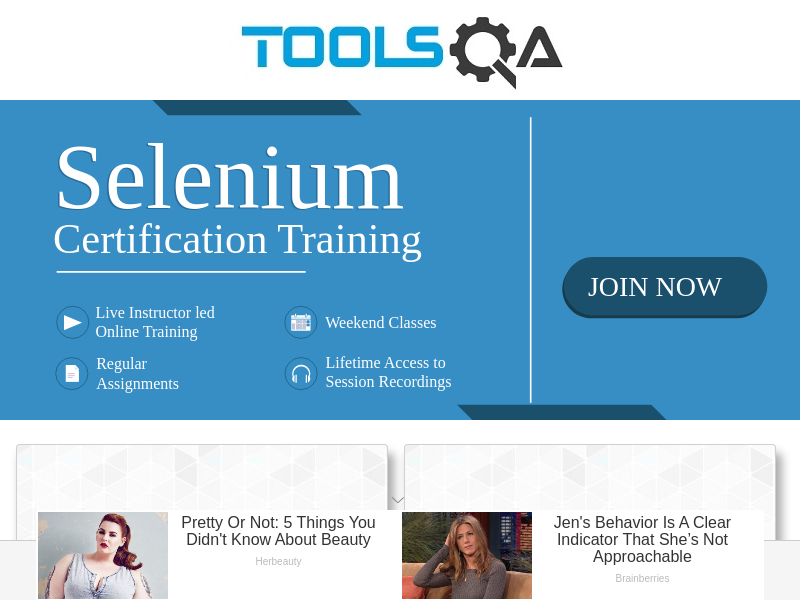 TOOLSQA
Selenium
Certification Training
Live Instructor led
Online Training
Weekend Classes
Regular
Assignments
Lifetime Access to
Session Recordings
JOIN NOW
Pretty Or Not: 5 Things You
Didn't Know About Beauty
Herbeauty
Jen's Behavior Is A Clear
Indicator That She’s Not
Approachable
Brainberries